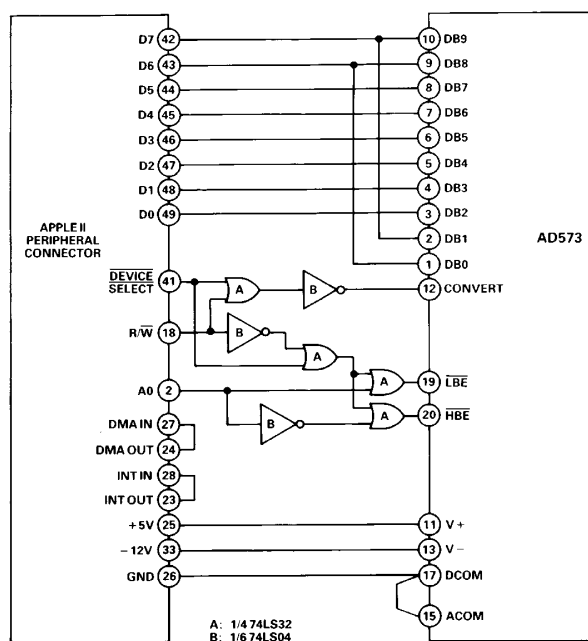 D7 42 10 DB9
D6 43 9 DB8
D5 44 8 DB7
D4 45 7 DB6
D3 46 6 DB5
D2 47 5 DB4
D1 48 4 DB3
D0 49 3 DB2
2 DB1
1 DB0
APPLE II
PERIPHERAL
CONNECTOR
AD573
DEVICE
SELECT 41
A B 12 CONVERT
R/W 18 B
A
A0 2 A 19 LBE
DMA IN 27 B A 20 HBE
DMA OUT 24
INT IN 28
INT OUT 23
+5V 25 11 V+
−12V 33 13 V−
GND 26 17 DCOM
15 ACOM
A: 1/4 74LS32
B: 1/6 74LS04